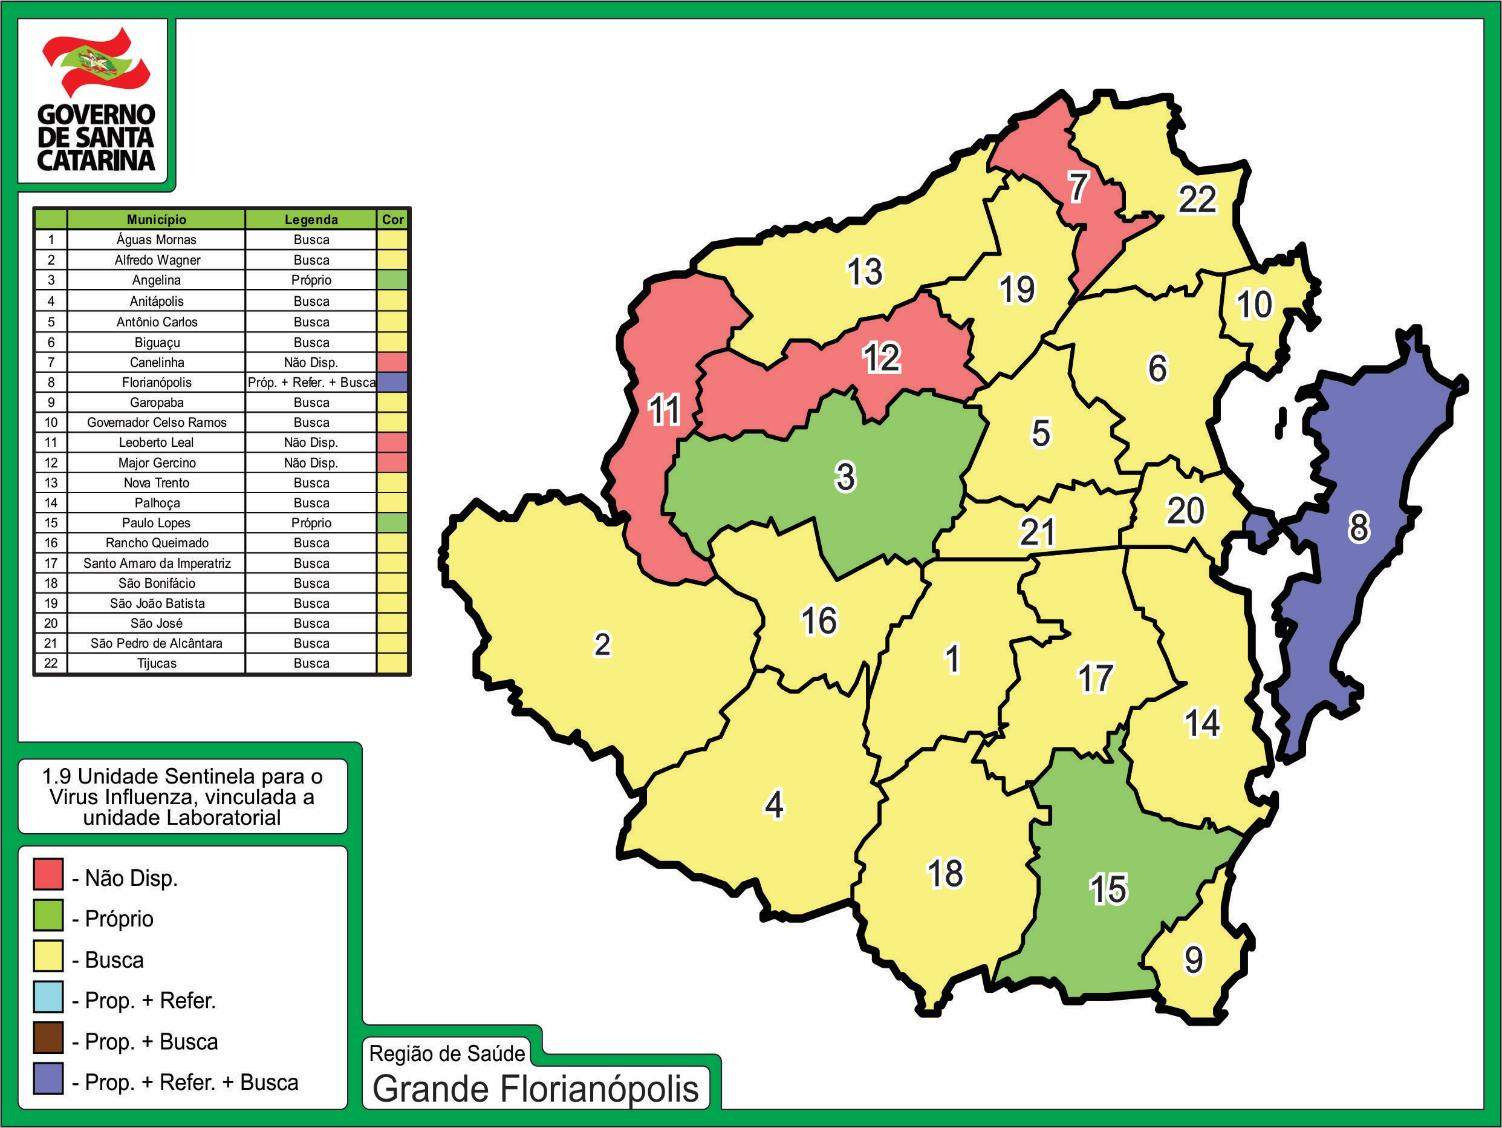 GOVERNO
DE SANTA
CATARINA
Município Legenda Cor
1 Águas Mornas Busca
2 Alfredo Wagner Busca
3 Angelina Próprio
4 Anitápolis Busca
5 Antônio Carlos Busca
6 Biguaçu Busca
7 Canelinha Não Disp.
8 Florianópolis Próp. + Refer. + Busca
9 Garopaba Busca
10 Governador Celso Ramos Busca
11 Leoberto Leal Não Disp.
12 Major Gercino Não Disp.
13 Nova Trento Busca
14 Palhoça Busca
15 Paulo Lopes Próprio
16 Rancho Queimado Busca
17 Santo Amaro da Imperatriz Busca
18 São Bonifácio Busca
19 São João Batista Busca
20 São José Busca
21 São Pedro de Alcântara Busca
22 Tijucas Busca
7
22
13
19
10
12
6
11
5
3
20
8
21
16
2
1
17
14
4
18
15
9
1.9 Unidade Sentinela para o
Virus Influenza, vinculada a
unidade Laboratorial
- Não Disp.
- Próprio
- Busca
- Prop. + Refer.
- Prop. + Busca
- Prop. + Refer. + Busca
Região de Saúde
Grande Florianópolis